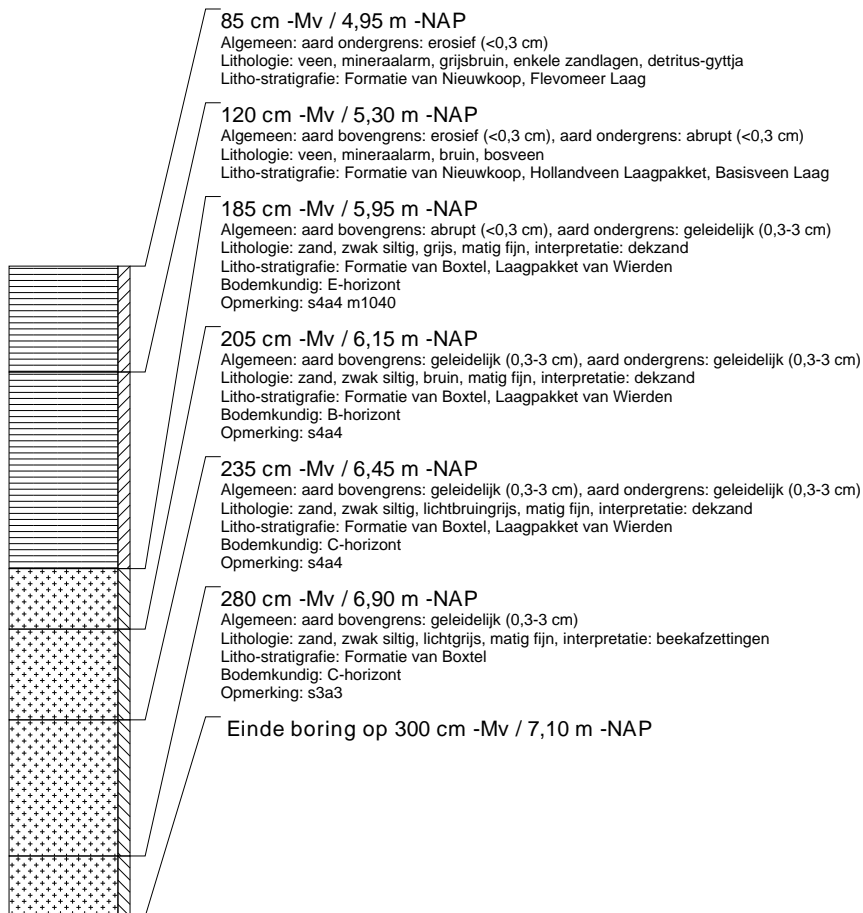 85 cm -Mv / 4,95 m -NAP
Algemeen: aard ondergrens: erosief (<0,3 cm)
Lithologie: veen, mineraalarm, grijsbruin, enkele zandlagen, detritus-gyttja
Litho-stratigrafie: Formatie van Nieuwkoop, Flevomeer Laag
120 cm -Mv / 5,30 m -NAP
Algemeen: aard bovengrens: erosief (<0,3 cm), aard ondergrens: abrupt (<0,3 cm)
Lithologie: veen, mineraalarm, bruin, bosveen
Litho-stratigrafie: Formatie van Nieuwkoop, Hollandveen Laagpakket, Basisveen Laag
185 cm -Mv / 5,95 m -NAP
Algemeen: aard bovengrens: abrupt (<0,3 cm), aard ondergrens: geleidelijk (0,3-3 cm)
Lithologie: zand, zwak siltig, grijs, matig fijn, interpretatie: dekzand
Litho-stratigrafie: Formatie van Boxtel, Laagpakket van Wierden
Bodemkundig: E-horizont
Opmerking: s4a4 m1040
205 cm -Mv / 6,15 m -NAP
Algemeen: aard bovengrens: geleidelijk (0,3-3 cm), aard ondergrens: geleidelijk (0,3-3 cm)
Lithologie: zand, zwak siltig, bruin, matig fijn, interpretatie: dekzand
Litho-stratigrafie: Formatie van Boxtel, Laagpakket van Wierden
Bodemkundig: B-horizont
Opmerking: s4a4
235 cm -Mv / 6,45 m -NAP
Algemeen: aard bovengrens: geleidelijk (0,3-3 cm), aard ondergrens: geleidelijk (0,3-3 cm)
Lithologie: zand, zwak siltig, lichtbruingrijs, matig fijn, interpretatie: dekzand
Litho-stratigrafie: Formatie van Boxtel, Laagpakket van Wierden
Bodemkundig: C-horizont
Opmerking: s4a4
280 cm -Mv / 6,90 m -NAP
Algemeen: aard bovengrens: geleidelijk (0,3-3 cm)
Lithologie: zand, zwak siltig, lichtgrijs, matig fijn, interpretatie: beekafzettingen
Litho-stratigrafie: Formatie van Boxtel
Bodemkundig: C-horizont
Opmerking: s3a3
Einde boring op 300 cm -Mv / 7,10 m -NAP